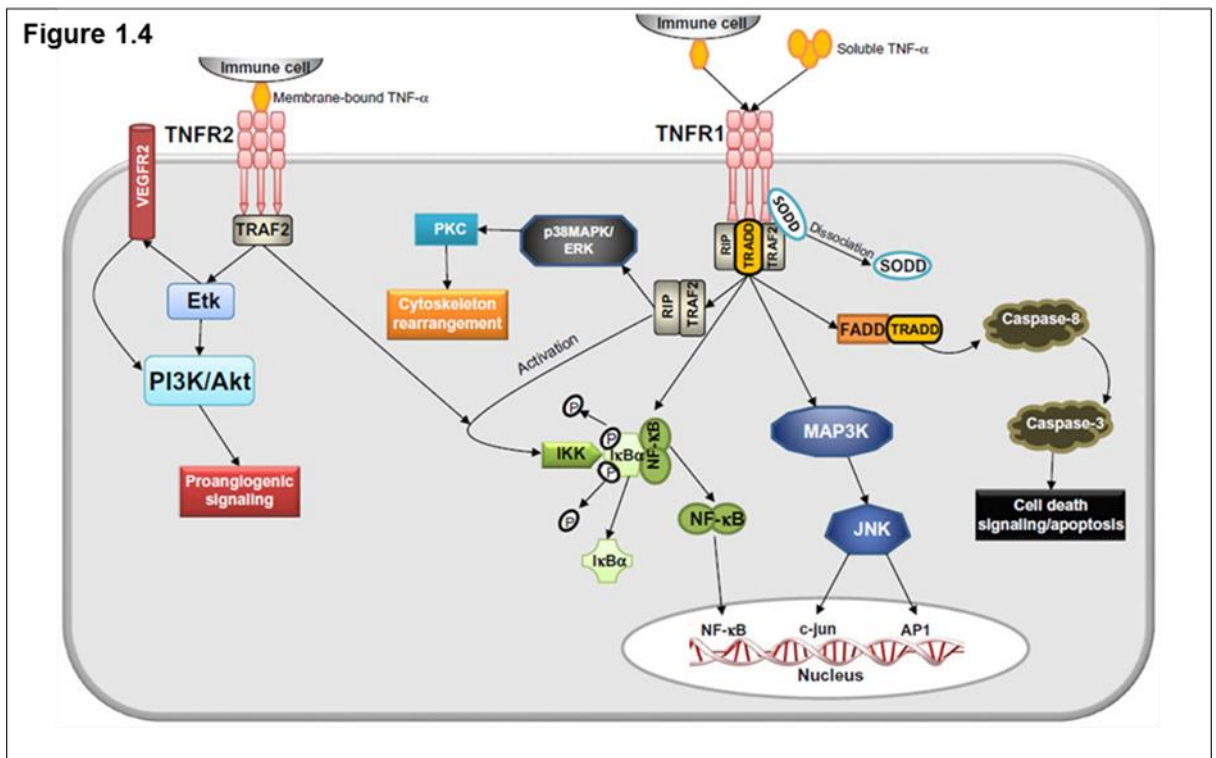 Figure 1.4
Immune cell
Membrane-bound TNF-α
TNFR2
VEGFR2
TRAF2
Etk
PI3K/Akt
Proangiogenic
signaling
Immune cell
Soluble TNF-α
TNFR1
SODD
Dissociation
SODD
RIP
TRADD
TRAF2
PKC
p38MAPK/
ERK
Cytoskeleton
rearrangement
RIP
TRAF2
Activation
FADD
TRADD
Caspase-8
Caspase-3
Cell death
signaling/apoptosis
MAP3K
JNK
IKK
P
P
IκBα
NF-κB
P
P
IκBα
NF-κB
NF-κB
c-jun
AP1
Nucleus